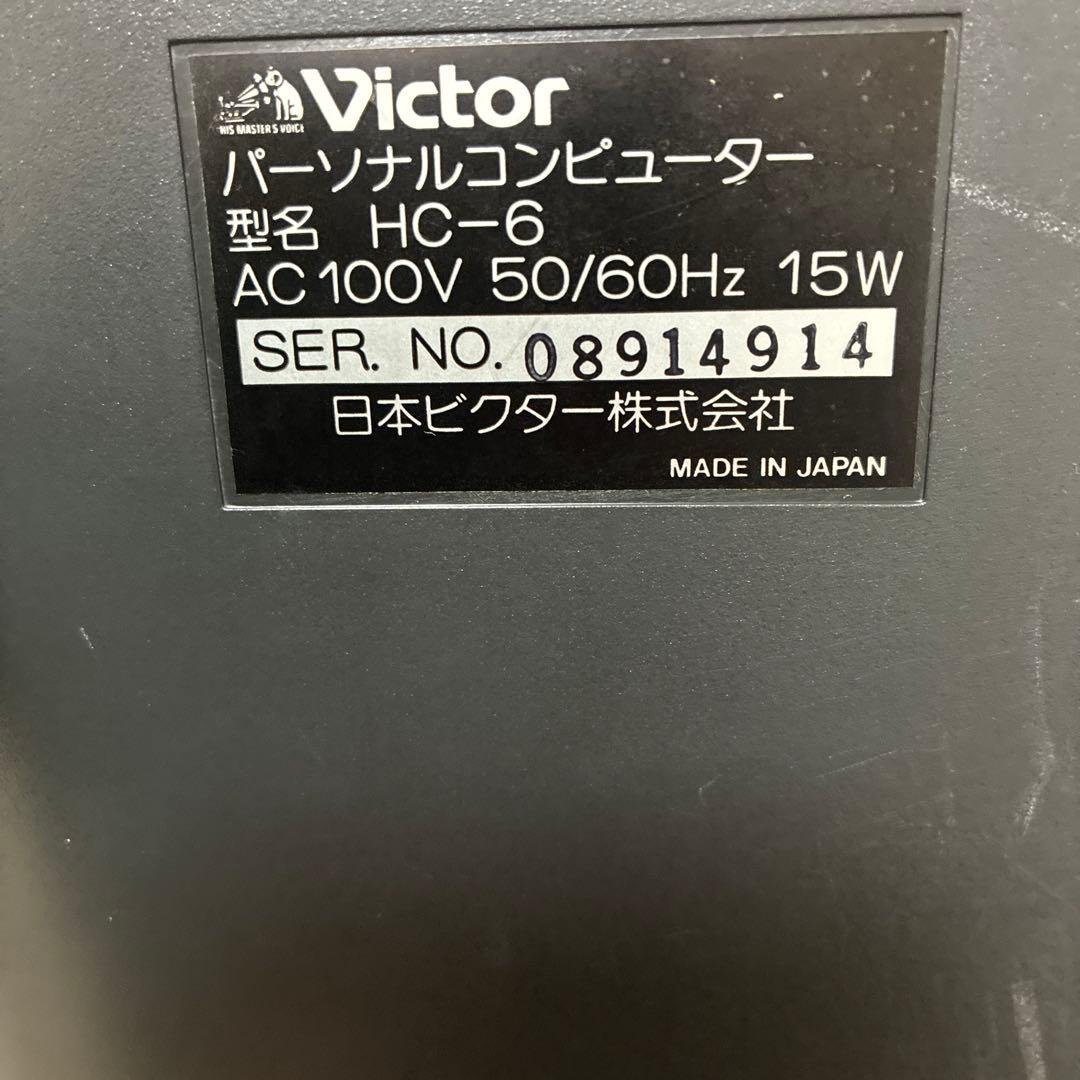 HIS MASTER'S VOICE
Victor
パーソナルコンピューター
型名 HC-6
AC 100V 50/60Hz 15W
SER. NO. 08914914
日本ビクター株式会社
MADE IN JAPAN